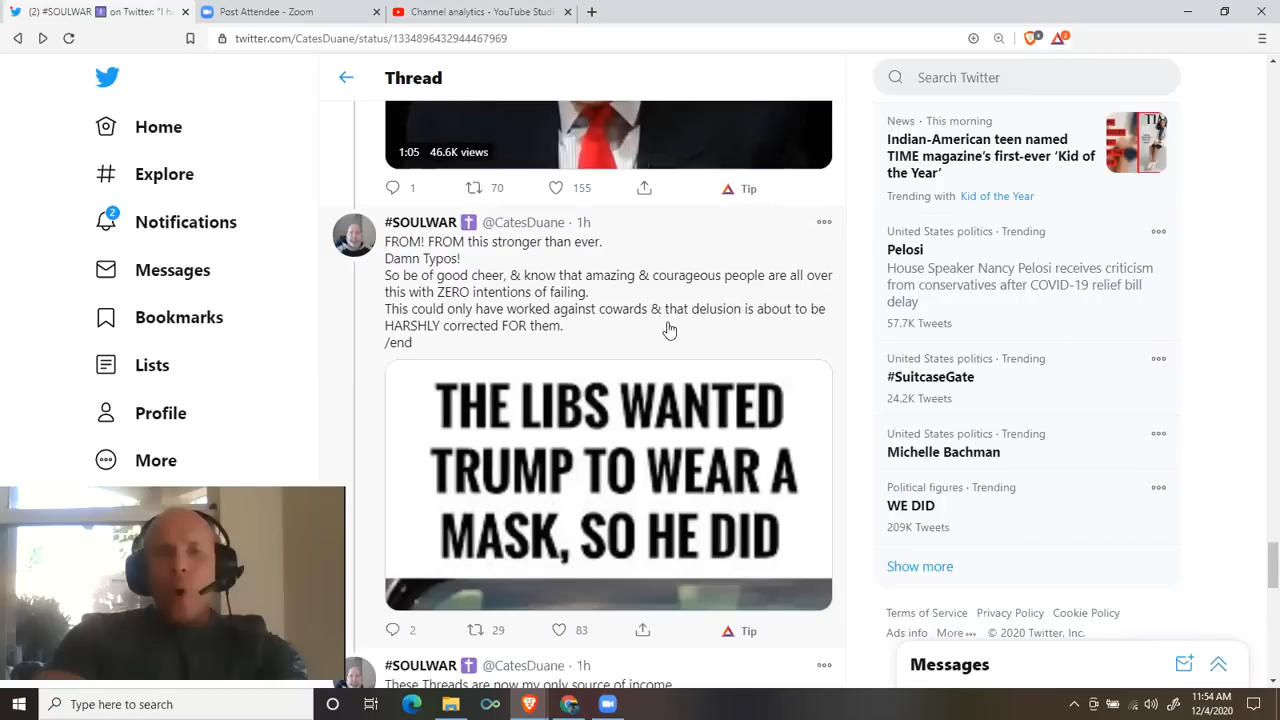 (2) #SOULWAR ✝ on Twitter "I h
Post Attendee - Zoom
Channel analytics - YouTube Studi
twitter.com/CatesDuane/status/1334896432944467969
4
2
Home
Explore
2
Notifications
Messages
Bookmarks
Lists
Profile
More
Thread
1:05 46.6K views
1 70 155 Tip
#SOULWAR ✝ @CatesDuane · 1h
FROM! FROM this stronger than ever.
Damn Typos!
So be of good cheer, & know that amazing & courageous people are all over
this with ZERO intentions of failing.
This could only have worked against cowards & that delusion is about to be
HARSHLY corrected FOR them.
/end
THE LIBS WANTED
TRUMP TO WEAR A
MASK, SO HE DID
2 29 83 Tip
#SOULWAR ✝ @CatesDuane · 1h
These Threads are now my only source of income
Search Twitter
News · This morning
Indian-American teen named
TIME magazine's first-ever 'Kid of
the Year'
Trending with Kid of the Year
United States politics · Trending
Pelosi
House Speaker Nancy Pelosi receives criticism
from conservatives after COVID-19 relief bill
delay
57.7K Tweets
United States politics · Trending
#SuitcaseGate
24.2K Tweets
United States politics · Trending
Michelle Bachman
Political figures · Trending
WE DID
209K Tweets
Show more
Terms of Service Privacy Policy Cookie Policy
Ads info More © 2020 Twitter, Inc.
Messages
Type here to search
11:54 AM
12/4/2020